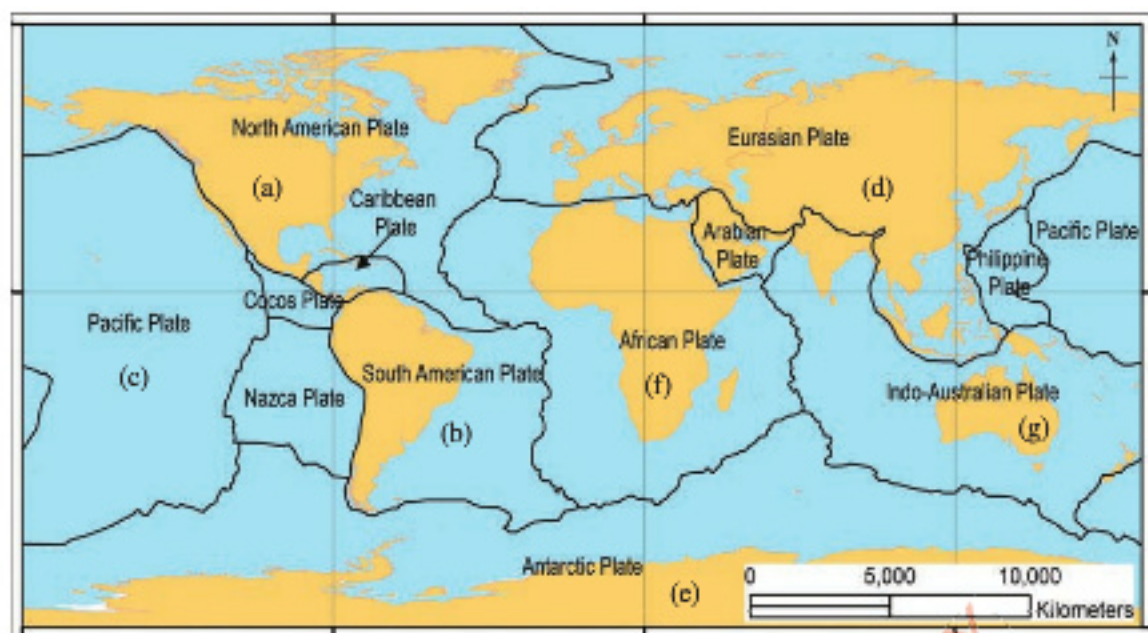 N
North American Plate
(a)
Eurasian Plate
(d)
Caribbean
Plate
Arabian
Plate
Pacific Plate
Philippine
Plate
Cocos Plate
Pacific Plate
(c)
African Plate
(f)
South American Plate
(b)
Nazca Plate
Indo-Australian Plate
(g)
Antarctic Plate
(e)
0 5,000 10,000
Kilometers